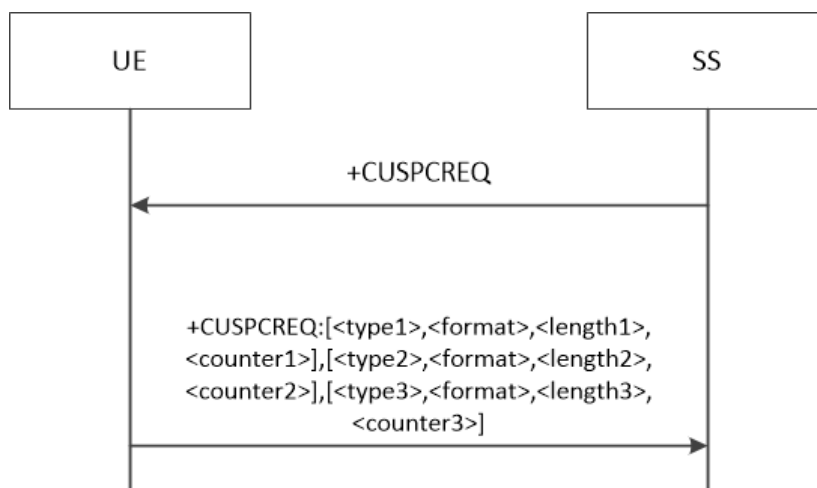 UE
SS
+CUSPCREQ
+CUSPCREQ:[<type1>,<format>,<length1>,
<counter1>],[<type2>,<format>,<length2>,
<counter2>],[<type3>,<format>,<length3>,
<counter3>]